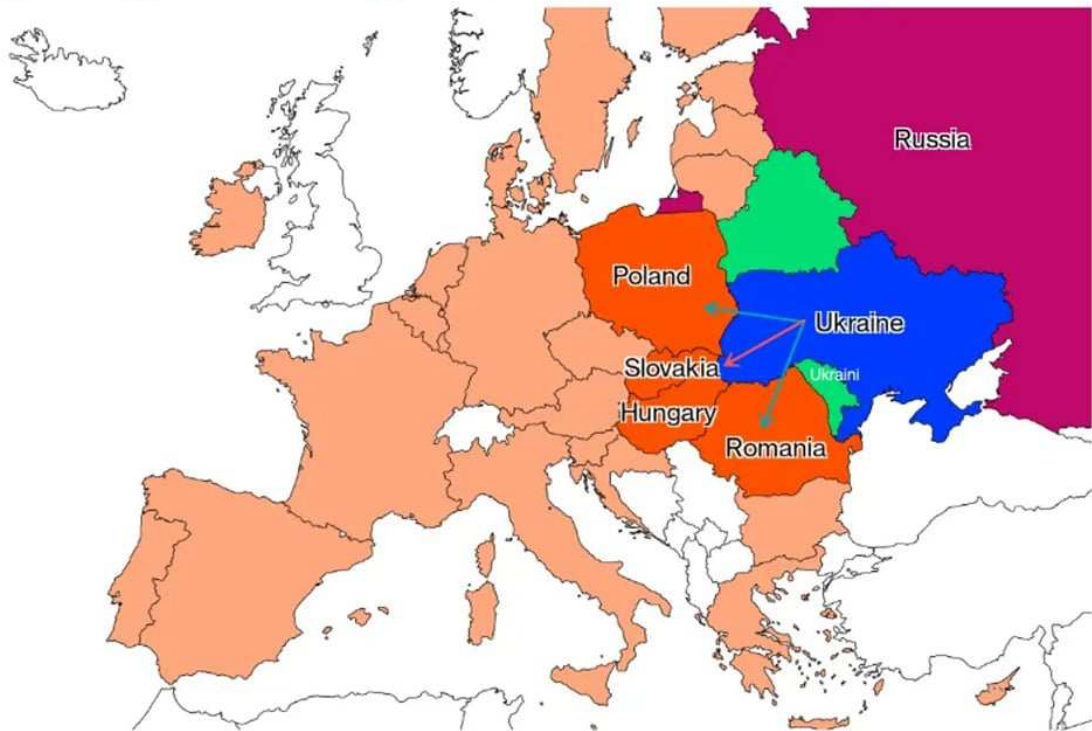 Russia
Poland
Ukraine
Slovakia
Ukraini
Hungary
Romania